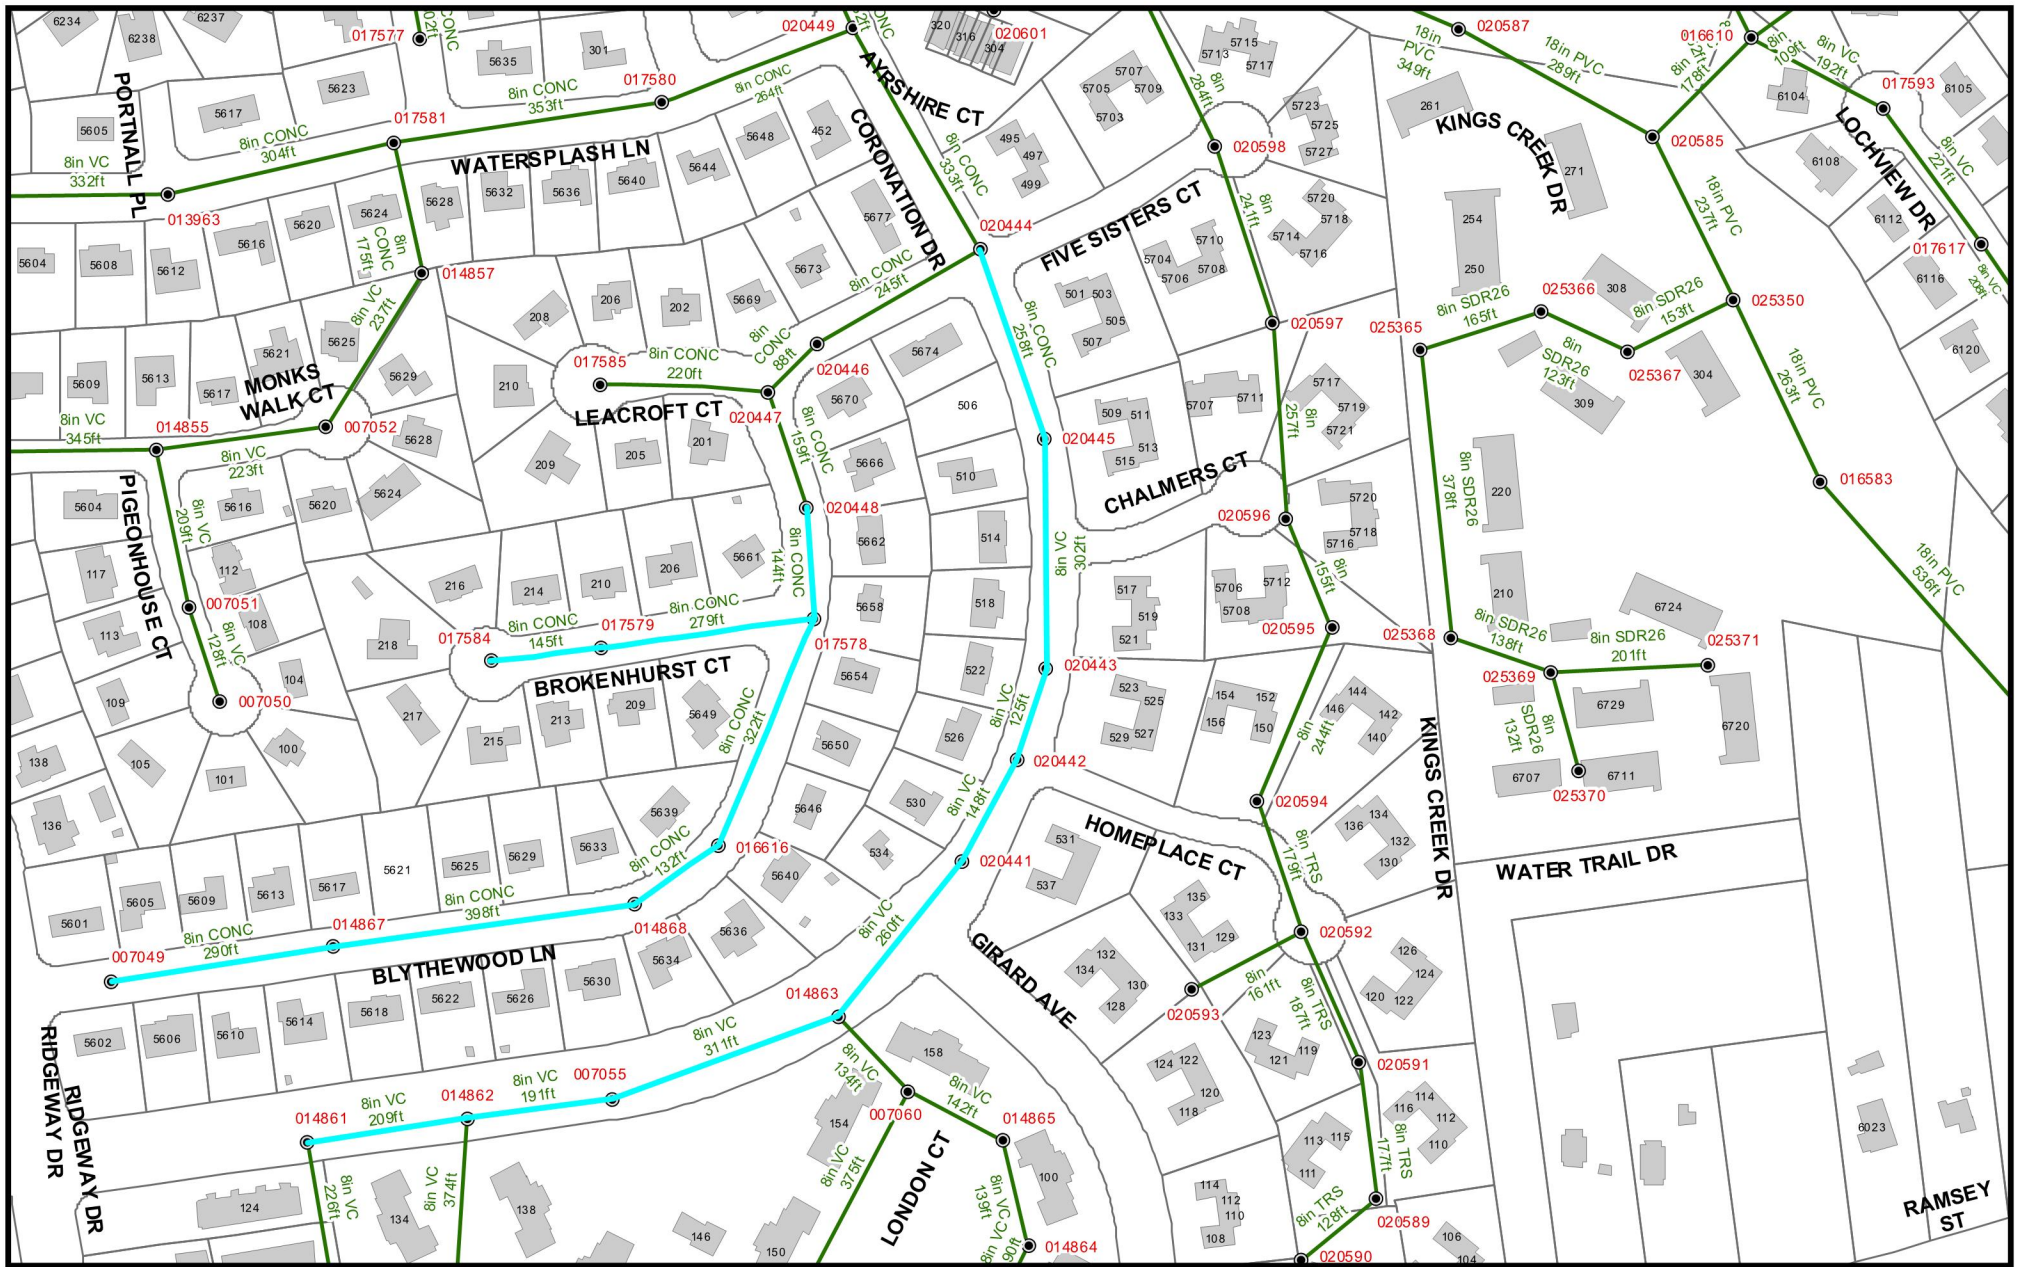 6234
6237
6238
017577
02ft
CONC
5635
301
020449
020601
320
316
304
5713
5715
5717
020587
18in
PVC
349ft
18in PVC
289ft
016610
8in
178ft
8in
109ft
8in VC
192ft
017593
6105
6104
PORTNALL PL
5605
5617
5623
017581
017580
8in CONC
353ft
8in CONC
264ft
8in CONC
304ft
8in VC
332ft
013963
WATERSPLASH LN
AYRSHIRE CT
CORONATION DR
8in CONC
333ft
452
5648
5644
5640
5636
5632
5628
5624
5620
5616
5612
5608
5604
495
497
499
5705
5707
5709
5703
8in
284ft
5723
5725
5727
020598
261
KINGS CREEK DR
271
020585
LOCHVIEW DR
6108
6112
6116
6120
8in VC
221ft
017617
8in VC
208ft
8in
CONC
175ft
014857
8in VC
237ft
5677
5673
5669
020444
8in CONC
245ft
FIVE SISTERS CT
8in
241ft
5720
5718
5714
5716
5704
5706
5710
5708
254
250
18in PVC
237ft
025366
308
8in SDR26
153ft
025350
025365
8in SDR26
165ft
8in
SDR26
123ft
025367
304
309
18in PVC
263ft
016583
501
503
505
507
020597
8in CONC
258ft
208
206
202
017585
8in CONC
220ft
8in
CONC
88ft
020446
5674
5670
506
LEACROFT CT
020447
5625
5621
5617
5613
5609
MONKS
WALK CT
5629
5628
210
8in VC
345ft
014855
007052
8in VC
223ft
209
205
201
8in CONC
159ft
5666
510
020445
509
511
513
515
5707
5711
5717
5719
5721
8in
257ft
CHALMERS CT
020596
5720
5718
5716
8in SDR26
378ft
220
18in PVC
536ft
PIGEONHOUSE CT
5604
5616
5620
5624
8in VC
209ft
020448
5662
514
8in VC
302ft
117
112
216
214
210
206
5661
8in CONC
144ft
5658
518
517
519
521
5706
5708
5712
8in
155ft
020595
210
6724
007051
113
108
8in VC
128ft
218
017584
8in CONC
145ft
017579
8in CONC
279ft
017578
020443
025368
8in SDR26
138ft
8in SDR26
201ft
025371
025369
109
104
007050
217
BROKENHURST CT
209
213
215
5649
8in CONC
322ft
5654
522
8in VC
125ft
523
525
527
529
154
152
156
150
144
146
142
140
8in
244ft
KINGS CREEK DR
6729
6720
SDR26
8in
132ft
6707
6711
025370
138
105
100
101
136
5650
526
020442
020594
8in VC
148ft
5639
5646
530
534
531
537
HOMEPLACE CT
8in TRS
179ft
136
134
132
130
WATER TRAIL DR
5633
5629
5625
5621
5617
5613
5609
5605
5601
8in CONC
132ft
016616
5640
020441
8in CONC
398ft
014867
8in CONC
290ft
007049
014868
5636
5634
8in VC
260ft
135
133
131
129
020592
GIRARD AVE
132
134
130
128
126
124
120
122
8in
161ft
020593
8in TRS
187ft
BLYTHEWOOD LN
5630
5626
5622
5618
5614
5610
5606
5602
014863
158
8in VC
311ft
8in VC
134ft
007060
8in VC
142ft
014865
123
121
119
020591
124
122
120
118
116
114
112
110
8in TRS
177ft
RIDGEWAY DR
RIDGEWAY DR
014861
8in VC
209ft
014862
8in VC
191ft
007055
154
8in VC
375ft
LONDON CT
100
8in VC
139ft
113
115
111
6023
8in VC
226ft
8in VC
374ft
124
134
138
146
150
8in VC
90ft
014864
114
112
110
108
8in TRS
128ft
020589
020590
106
104
RAMSEY
ST